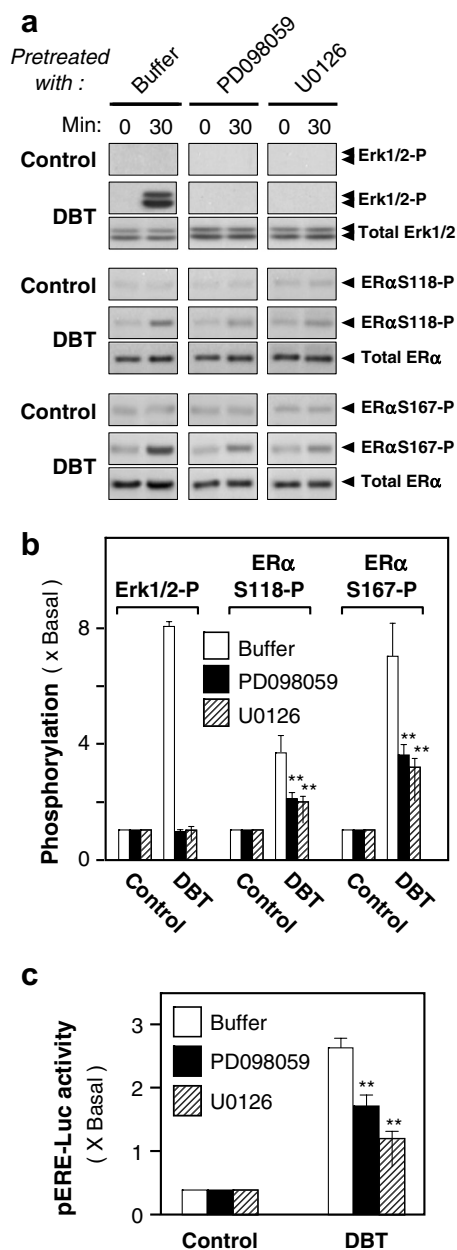 a
Pretreated with :
Buffer
PD098059
U0126
Min: 0 30 0 30 0 30
Control
Erk1/2-P
DBT
Erk1/2-P
Total Erk1/2
Control
ERαS118-P
DBT
ERαS118-P
Total ERα
Control
ERαS167-P
DBT
ERαS167-P
Total ERα
b
Phosphorylation ( x Basal )
8
4
0
Erk1/2-P
ERα S118-P
ERα S167-P
Buffer
PD098059
U0126
**
**
**
**
Control
DBT
Control
DBT
Control
DBT
c
pERE-Luc activity
( X Basal )
3
2
1
0
Buffer
PD098059
U0126
**
**
Control
DBT